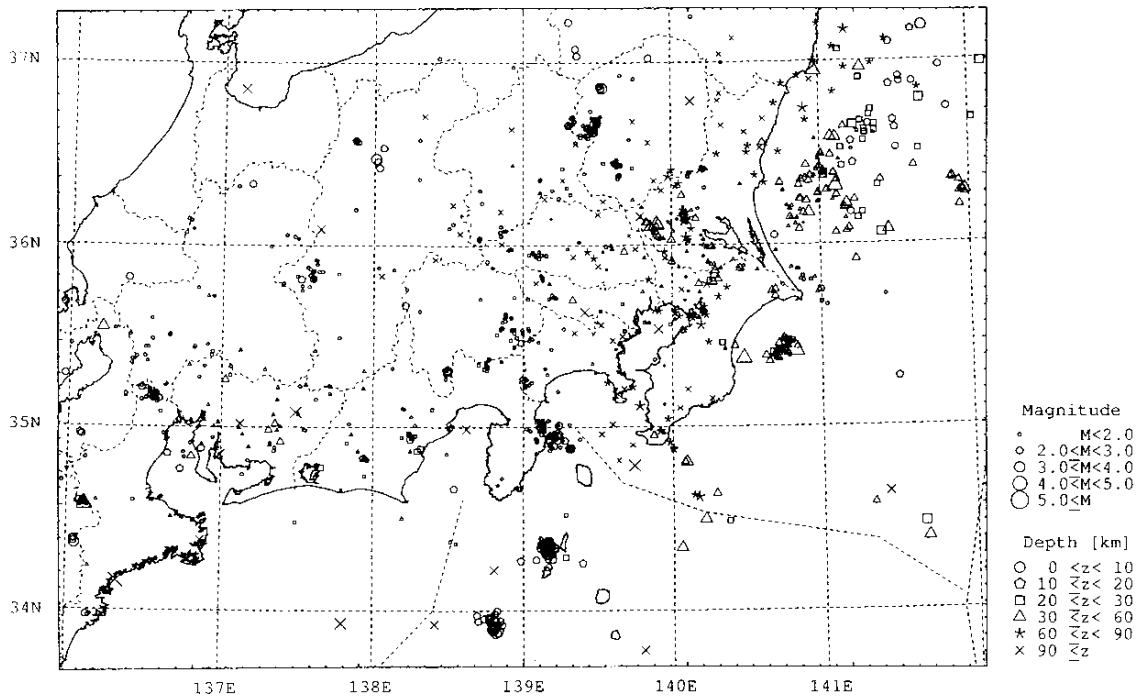 37N
36N
35N
34N
137E
138E
139E
140E
141E
Magnitude
M<2.0
2.0≤M<3.0
3.0≤M<4.0
4.0≤M<5.0
5.0≤M
Depth [km]
0 ≤z< 10
10 ≤z< 20
20 ≤z< 30
30 ≤z< 60
60 ≤z< 90
90 ≤z